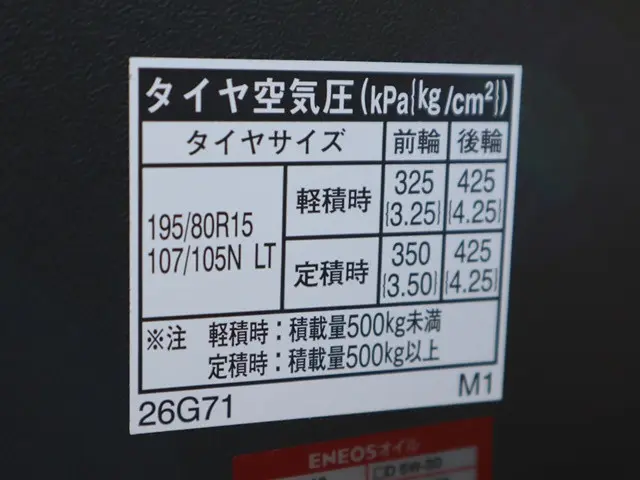 タイヤ空気圧(kPa{kg/cm²})
タイヤサイズ 前輪 後輪
195/80R15
107/105N LT
軽積時 325 425
{3.25} {4.25}
定積時 350 425
{3.50} {4.25}
※注 軽積時:積載量500kg未満
定積時:積載量500kg以上
26G71 M1
ENEOSオイル